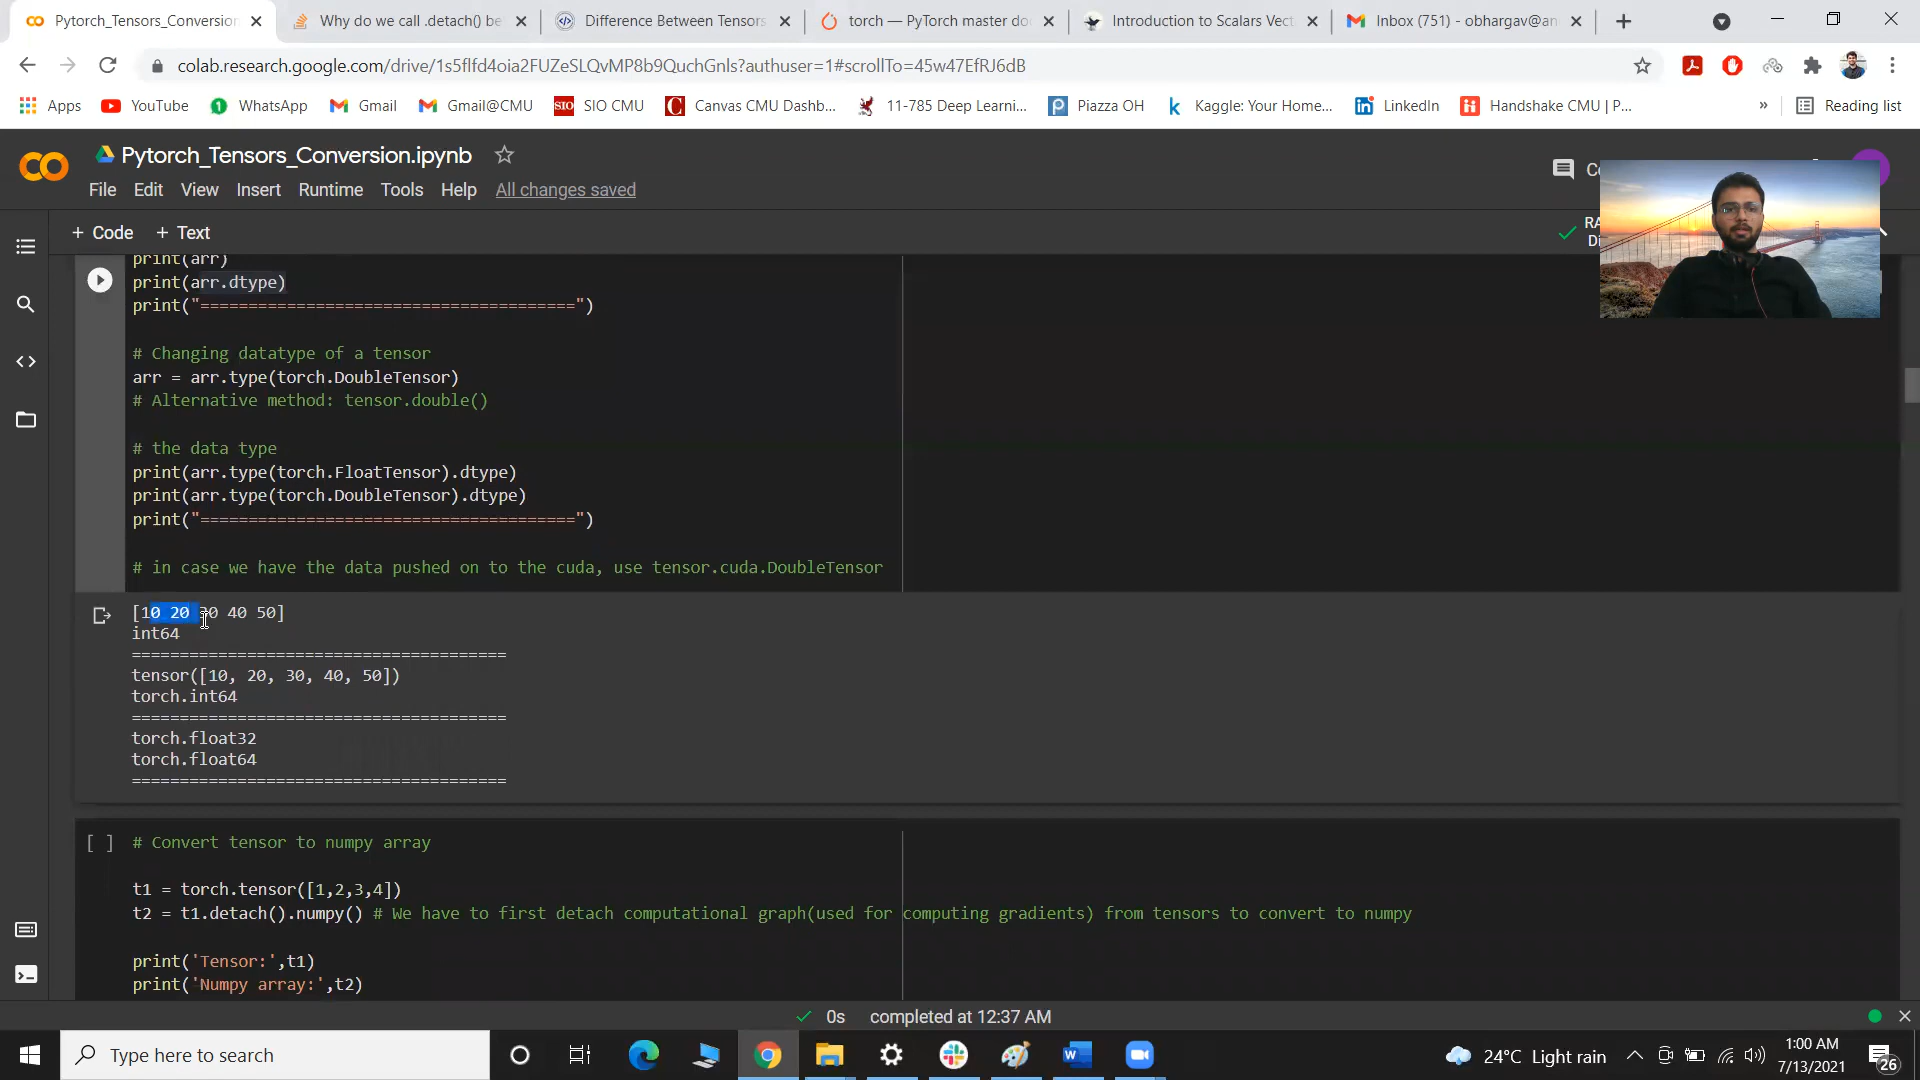 Pytorch_Tensors_Conversion
Why do we call .detach() be
Difference Between Tensors
torch — PyTorch master do
Introduction to Scalars Vect
Inbox (751) - obhargav@an
colab.research.google.com/drive/1s5flfd4oia2FUZeSLQvMP8b9QuchGnls?authuser=1#scrollTo=45w47EfRJ6dB
Apps
YouTube
WhatsApp
Gmail
Gmail@CMU
SIO CMU
Canvas CMU Dashb...
11-785 Deep Learni...
Piazza OH
Kaggle: Your Home...
LinkedIn
Handshake CMU | P...
»
Reading list
Pytorch_Tensors_Conversion.ipynb
File Edit View Insert Runtime Tools Help All changes saved
+ Code + Text
RA
Di
print(arr)
print(arr.dtype)
print("=======================================")
# Changing datatype of a tensor
arr = arr.type(torch.DoubleTensor)
# Alternative method: tensor.double()
# the data type
print(arr.type(torch.FloatTensor).dtype)
print(arr.type(torch.DoubleTensor).dtype)
print("=======================================")
# in case we have the data pushed on to the cuda, use tensor.cuda.DoubleTensor
[10 20 30 40 50]
int64
=======================================
tensor([10, 20, 30, 40, 50])
torch.int64
=======================================
torch.float32
torch.float64
=======================================
[ ] # Convert tensor to numpy array
t1 = torch.tensor([1,2,3,4])
t2 = t1.detach().numpy() # We have to first detach computational graph(used for computing gradients) from tensors to convert to numpy
print('Tensor:',t1)
print('Numpy array:',t2)
0s completed at 12:37 AM
Type here to search
24°C Light rain
1:00 AM
7/13/2021
26